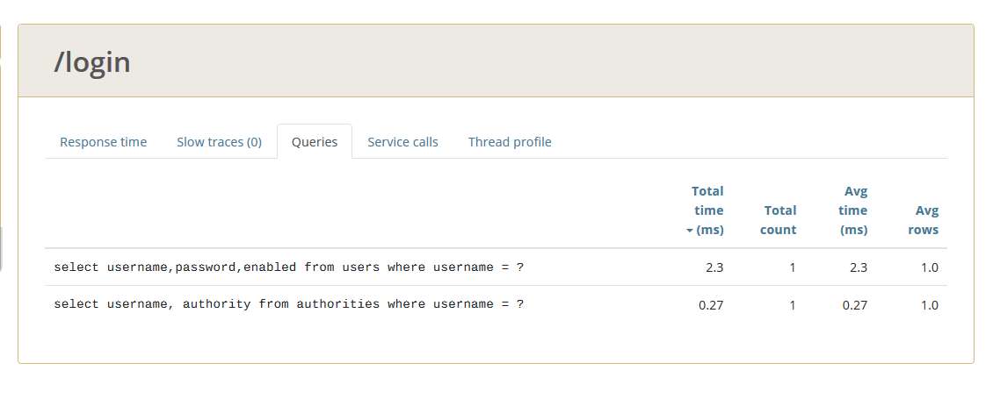 /login
Response time Slow traces (0) Queries Service calls Thread profile
Total time (ms) Total count Avg time (ms) Avg rows
select username,password,enabled from users where username = ? 2.3 1 2.3 1.0
select username, authority from authorities where username = ? 0.27 1 0.27 1.0